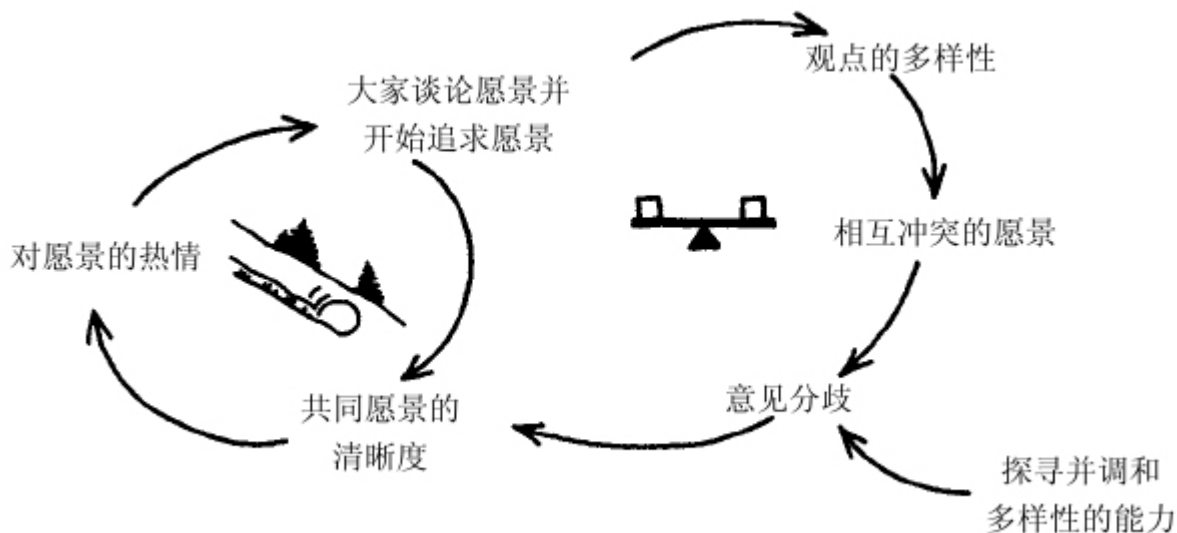 观点的多样性
大家谈论愿景并
开始追求愿景
相互冲突的愿景
对愿景的热情
意见分歧
共同愿景的
清晰度
探寻并调和
多样性的能力